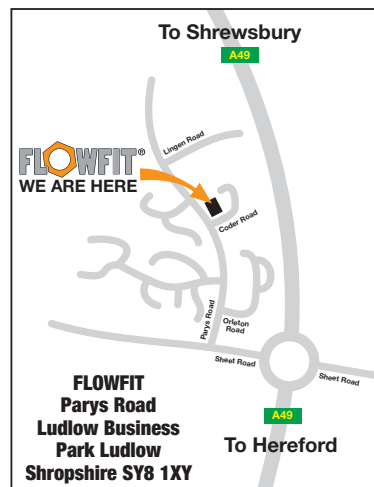 To Shrewsbury
A49
Lingen Road
FLOWFIT®
WE ARE HERE
Coder Road
Parys Road
Orleton
Road
Sheet Road
Sheet Road
FLOWFIT
Parys Road
Ludlow Business
Park Ludlow
Shropshire SY8 1XY
A49
To Hereford